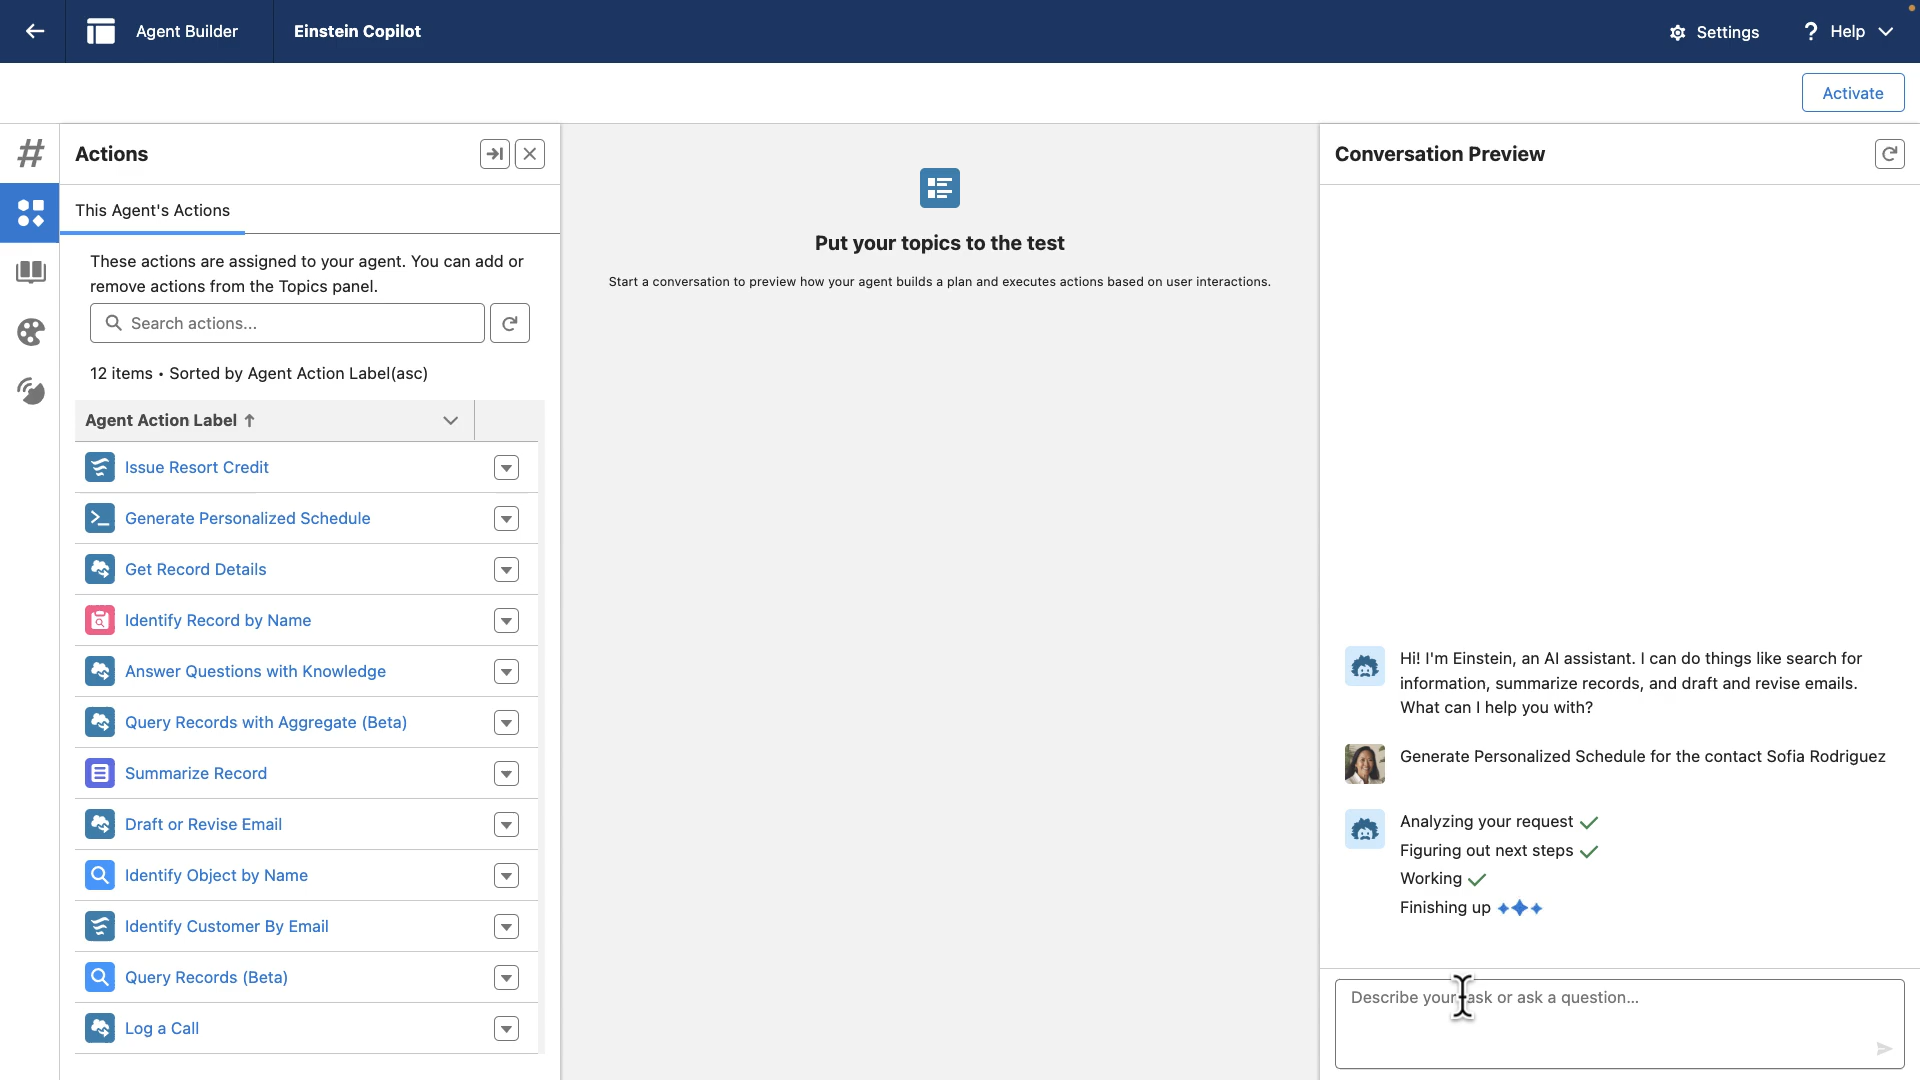 Agent Builder
Einstein Copilot
Settings
? Help
Activate
Actions
This Agent's Actions
These actions are assigned to your agent. You can add or
remove actions from the Topics panel.
Search actions...
12 items • Sorted by Agent Action Label(asc)
Agent Action Label ↑
Issue Resort Credit
Generate Personalized Schedule
Get Record Details
Identify Record by Name
Answer Questions with Knowledge
Query Records with Aggregate (Beta)
Summarize Record
Draft or Revise Email
Identify Object by Name
Identify Customer By Email
Query Records (Beta)
Log a Call
Put your topics to the test
Start a conversation to preview how your agent builds a plan and executes actions based on user interactions.
Conversation Preview
Hi! I'm Einstein, an AI assistant. I can do things like search for
information, summarize records, and draft and revise emails.
What can I help you with?
Generate Personalized Schedule for the contact Sofia Rodriguez
Analyzing your request
Figuring out next steps
Working
Finishing up
Describe your task or ask a question...